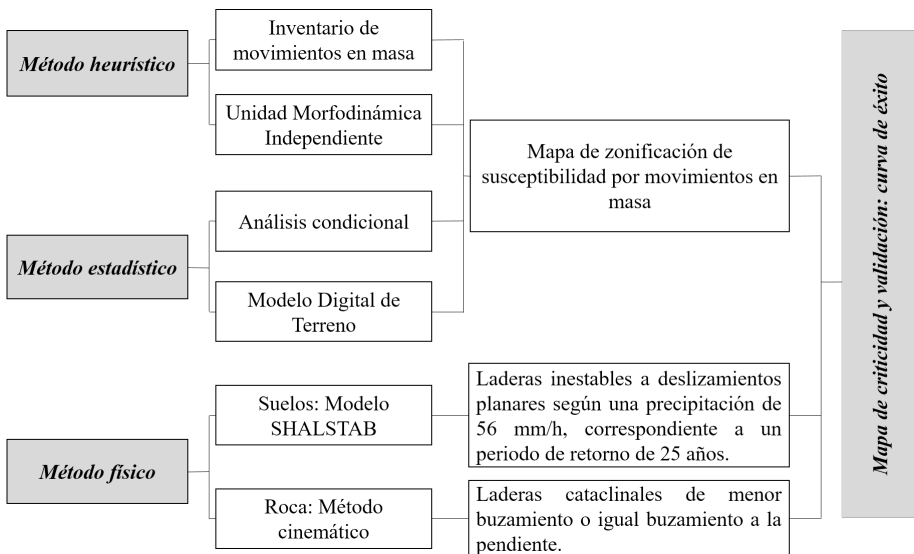 Método heurístico
Inventario de
movimientos en masa
Unidad Morfodinámica
Independiente
Método estadístico
Análisis condicional
Modelo Digital de
Terreno
Mapa de zonificación de
susceptibilidad por movimientos en
masa
Método físico
Suelos: Modelo
SHALSTAB
Laderas inestables a deslizamientos
planares según una precipitación de
56 mm/h, correspondiente a un
periodo de retorno de 25 años.
Roca: Método
cinemático
Laderas cataclinales de menor
buzamiento o igual buzamiento a la
pendiente.
Mapa de criticidad y validación: curva de éxito